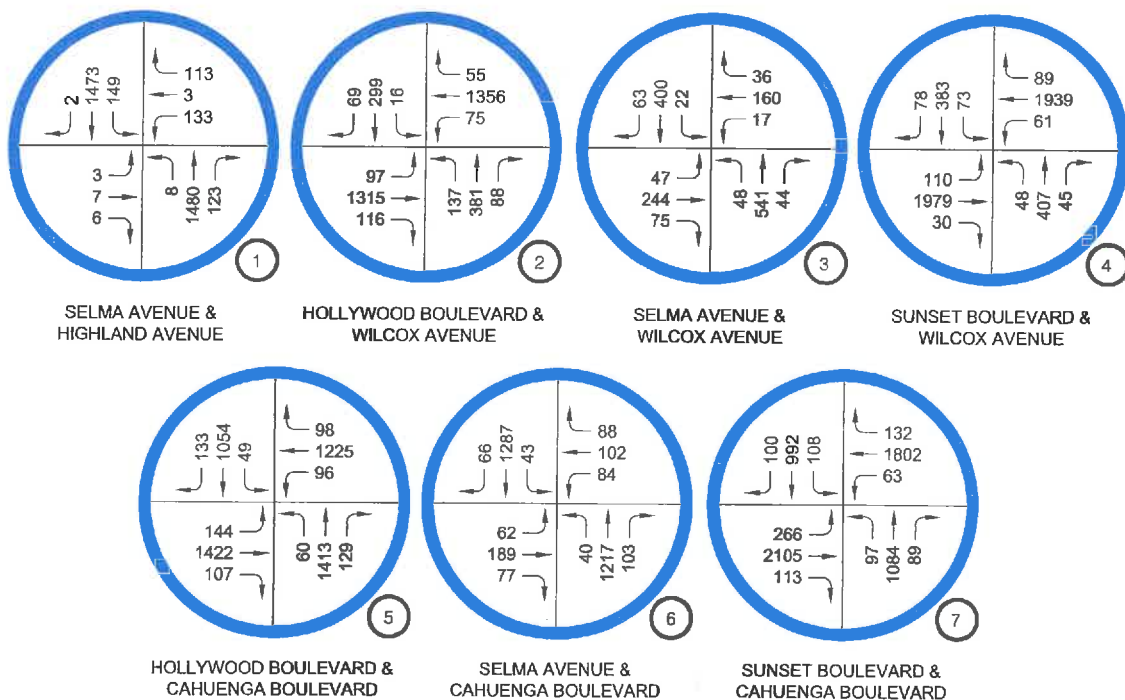 2 1473 149
113
3
133
3
7
6
8 1480 123
1
SELMA AVENUE &
HIGHLAND AVENUE
69 299 16
55
1356
75
97
1315
116
137 381 88
2
HOLLYWOOD BOULEVARD &
WILCOX AVENUE
63 400 22
36
160
17
47
244
75
48 541 44
3
SELMA AVENUE &
WILCOX AVENUE
78 383 73
89
1939
61
110
1979
30
48 407 45
4
SUNSET BOULEVARD &
WILCOX AVENUE
133 1054 49
98
1225
96
144
1422
107
60 1413 129
5
HOLLYWOOD BOULEVARD &
CAHUENGA BOULEVARD
66 1287 43
88
102
84
62
189
77
40 1217 103
6
SELMA AVENUE &
CAHUENGA BOULEVARD
100 992 108
132
1802
63
266
2105
113
97 1084 89
7
SUNSET BOULEVARD &
CAHUENGA BOULEVARD